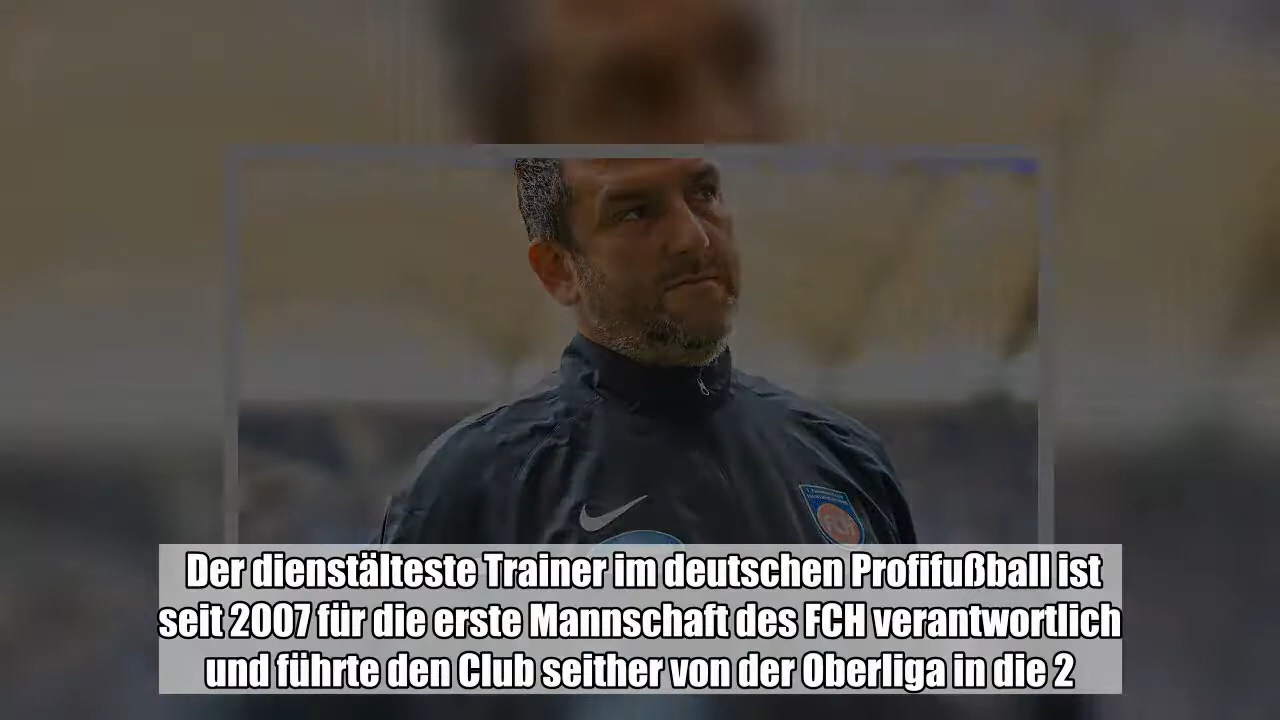 Der dienstälteste Trainer im deutschen Profifußball ist
seit 2007 für die erste Mannschaft des FCH verantwortlich
und führte den Club seither von der Oberliga in die 2